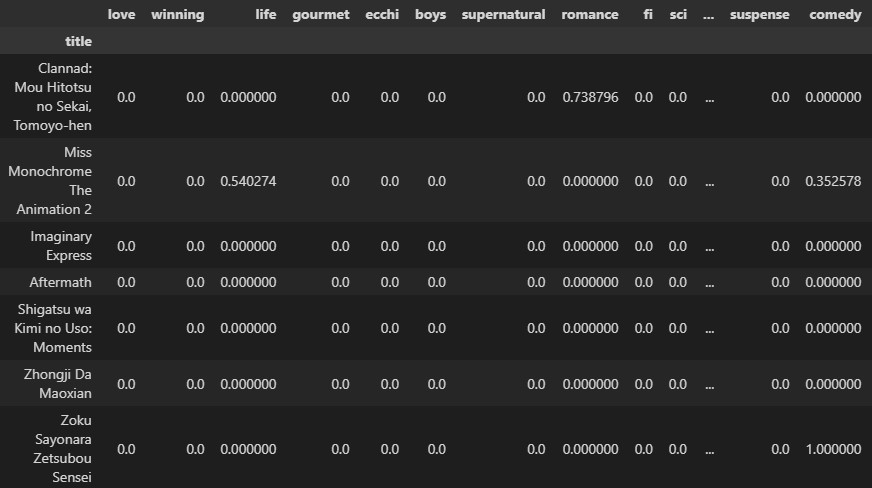 love winning life gourmet ecchi boys supernatural romance fi sci ... suspense comedy
title
Clannad:
Mou Hitotsu
no Sekai,
Tomoyo-hen
0.0 0.0 0.000000 0.0 0.0 0.0 0.0 0.738796 0.0 0.0 ... 0.0 0.000000
Miss
Monochrome
The
Animation 2
0.0 0.0 0.540274 0.0 0.0 0.0 0.0 0.000000 0.0 0.0 ... 0.0 0.352578
Imaginary
Express
0.0 0.0 0.000000 0.0 0.0 0.0 0.0 0.000000 0.0 0.0 ... 0.0 0.000000
Aftermath 0.0 0.0 0.000000 0.0 0.0 0.0 0.0 0.000000 0.0 0.0 ... 0.0 0.000000
Shigatsu wa
Kimi no Uso:
Moments
0.0 0.0 0.000000 0.0 0.0 0.0 0.0 0.000000 0.0 0.0 ... 0.0 0.000000
Zhongji Da
Maoxian
0.0 0.0 0.000000 0.0 0.0 0.0 0.0 0.000000 0.0 0.0 ... 0.0 0.000000
Zoku
Sayonara
Zetsubou
Sensei
0.0 0.0 0.000000 0.0 0.0 0.0 0.0 0.000000 0.0 0.0 ... 0.0 1.000000